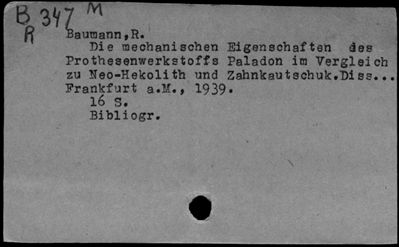 B 347 M
R
Baumann,R.
Die mechanischen Eigenschaften des
Prothesenwerkstoffs Paladon im Vergleich
zu Neo-Hekolith und Zahnkautschuk.Diss...
Frankfurt a.M., 1939.
16 S.
Bibliogr.